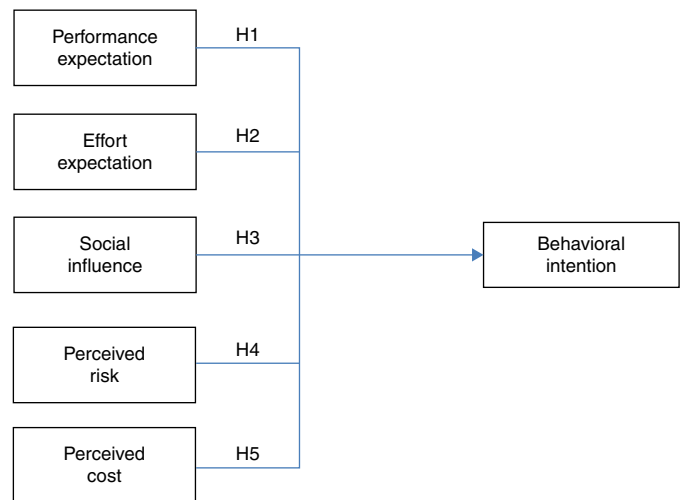 Performance
expectation
H1
Effort
expectation
H2
Social
influence
H3
Behavioral
intention
Perceived
risk
H4
Perceived
cost
H5